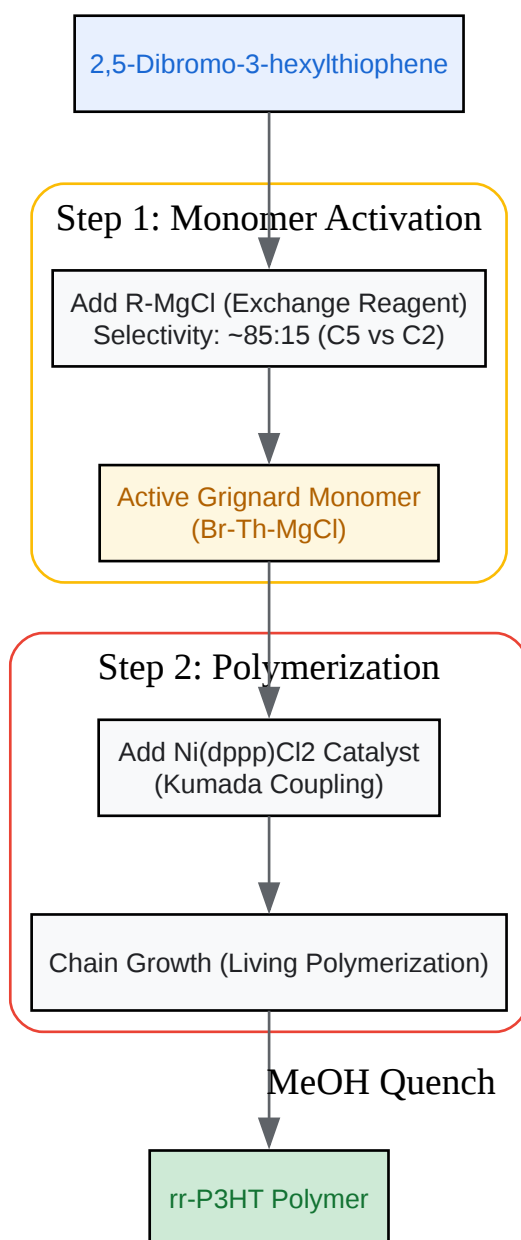 2,5-Dibromo-3-hexylthiophene
Step 1: Monomer Activation
Add R-MgCl (Exchange Reagent)
Selectivity: ~85:15 (C5 vs C2)
Active Grignard Monomer
(Br-Th-MgCl)
Step 2: Polymerization
Add Ni(dppp)Cl2 Catalyst
(Kumada Coupling)
Chain Growth (Living Polymerization)
MeOH Quench
rr-P3HT Polymer